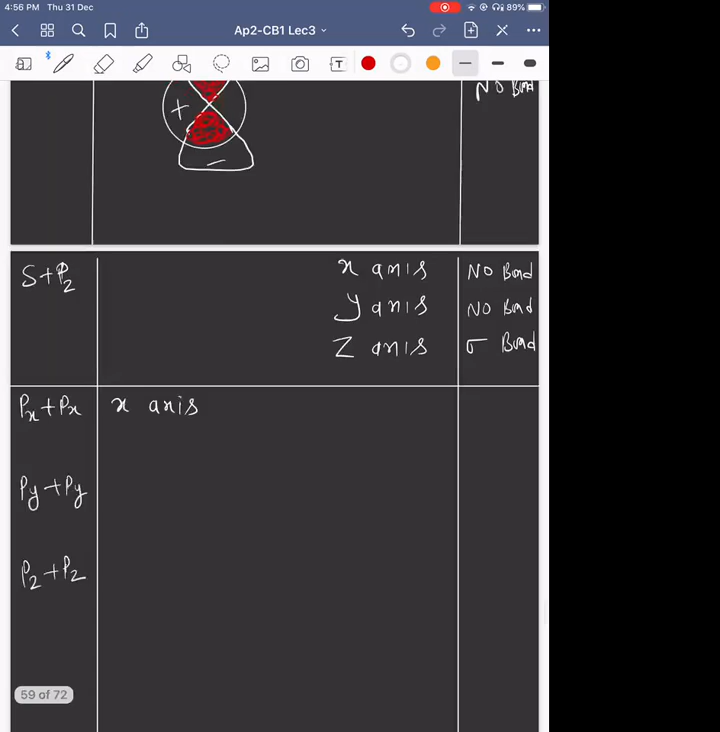 4:56 PM Thu 31 Dec 89%
Ap2-CB1 Lec3
T
+
No Bond
-
S+Pz x axis No Bond
y axis No Bond
z axis σ Bond
Px+Px x axis
Py+Py
Pz+Pz
59 of 72